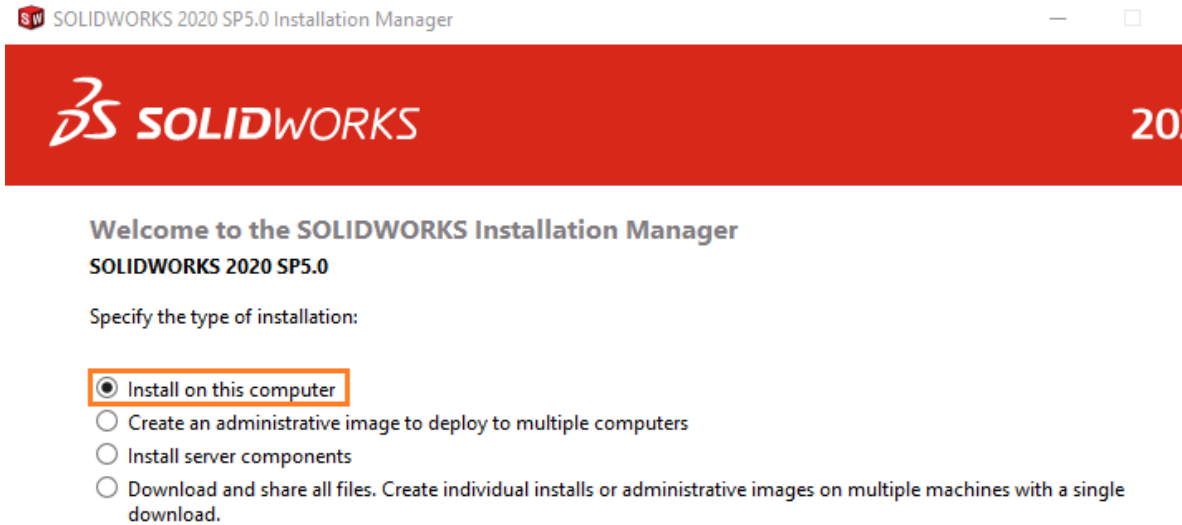 SOLIDWORKS 2020 SP5.0 Installation Manager
SOLIDWORKS
Welcome to the SOLIDWORKS Installation Manager
SOLIDWORKS 2020 SP5.0
Specify the type of installation:
Install on this computer
Create an administrative image to deploy to multiple computers
Install server components
Download and share all files. Create individual installs or administrative images on multiple machines with a single
download.